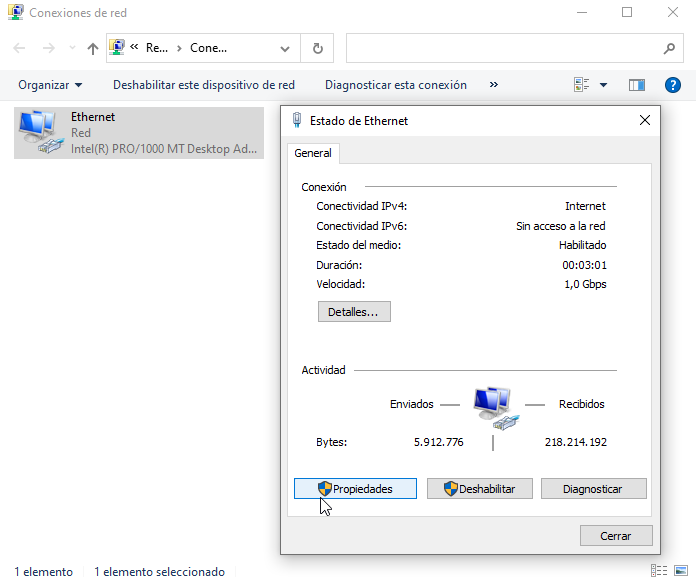 Conexiones de red
« Re... > Cone...
Organizar Deshabilitar este dispositivo de red Diagnosticar esta conexión »
Ethernet
Red
Intel(R) PRO/1000 MT Desktop Ad...
Estado de Ethernet
General
Conexión
Conectividad IPv4: Internet
Conectividad IPv6: Sin acceso a la red
Estado del medio: Habilitado
Duración: 00:03:01
Velocidad: 1,0 Gbps
Detalles...
Actividad
Enviados Recibidos
Bytes: 5.912.776 218.214.192
Propiedades Deshabilitar Diagnosticar
Cerrar
1 elemento 1 elemento seleccionado